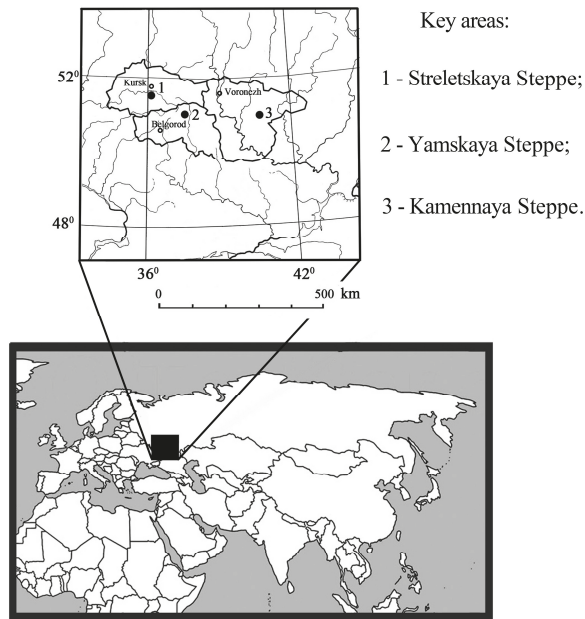 Key areas:
1 - Streletskaya Steppe;
2 - Yamskaya Steppe;
3 - Kamennaya Steppe.
52⁰
Kursk
1
Voronezh
2
3
Belgorod
48⁰
36⁰
42⁰
0
500 km